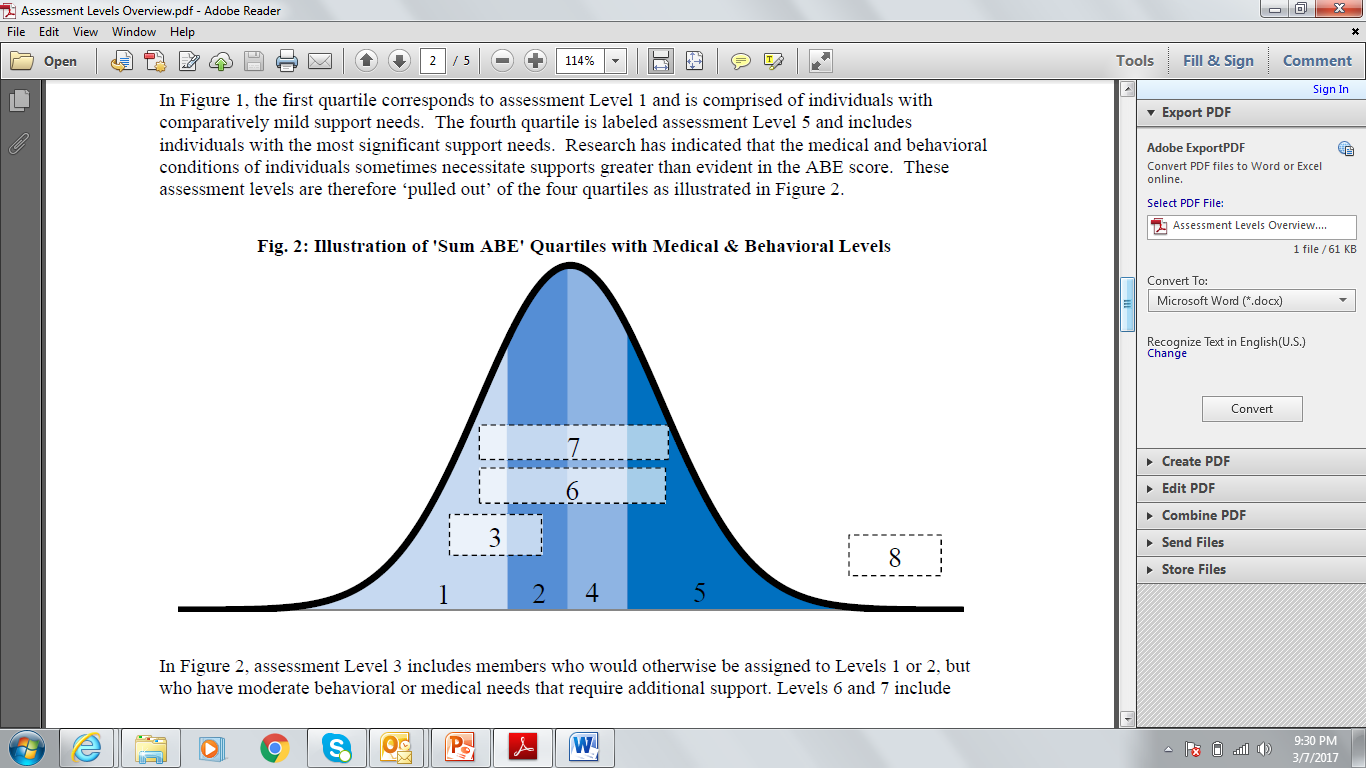 Assessment Levels Overview.pdf - Adobe Reader
File Edit View Window Help
Open 2 / 5 114% Tools Fill & Sign Comment
Sign In
In Figure 1, the first quartile corresponds to assessment Level 1 and is comprised of individuals with
comparatively mild support needs. The fourth quartile is labeled assessment Level 5 and includes
individuals with the most significant support needs. Research has indicated that the medical and behavioral
conditions of individuals sometimes necessitate supports greater than evident in the ABE score. These
assessment levels are therefore ‘pulled out’ of the four quartiles as illustrated in Figure 2.
Fig. 2: Illustration of 'Sum ABE' Quartiles with Medical & Behavioral Levels
7
6
3
8
1 2 4 5
In Figure 2, assessment Level 3 includes members who would otherwise be assigned to Levels 1 or 2, but
who have moderate behavioral or medical needs that require additional support. Levels 6 and 7 include
Export PDF
Adobe ExportPDF
Convert PDF files to Word or Excel
online.
Select PDF File:
Assessment Levels Overview....
1 file / 61 KB
Convert To:
Microsoft Word (*.docx)
Recognize Text in English(U.S.)
Change
Convert
Create PDF
Edit PDF
Combine PDF
Send Files
Store Files
9:30 PM
3/7/2017